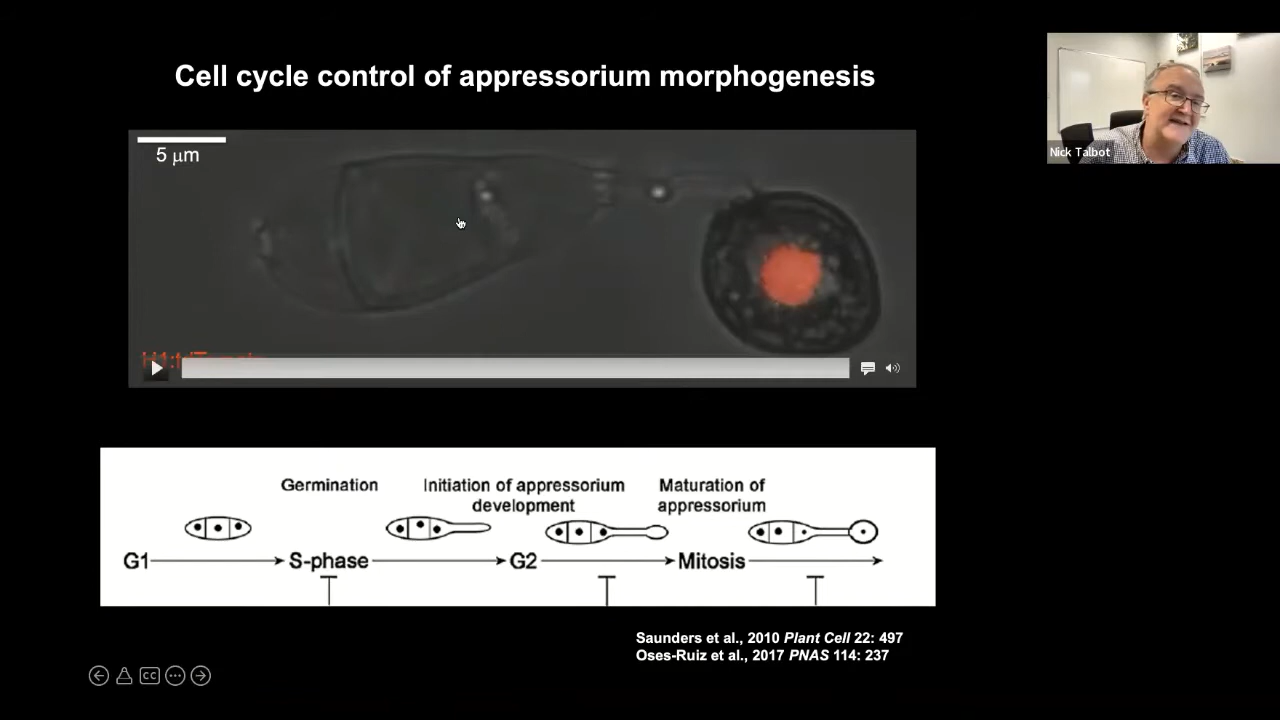 Cell cycle control of appressorium morphogenesis
Nick Talbot
5 μm
Germination
Initiation of appressorium
development
Maturation of
appressorium
G1
S-phase
G2
Mitosis
Saunders et al., 2010 Plant Cell 22: 497
Oses-Ruiz et al., 2017 PNAS 114: 237
CC